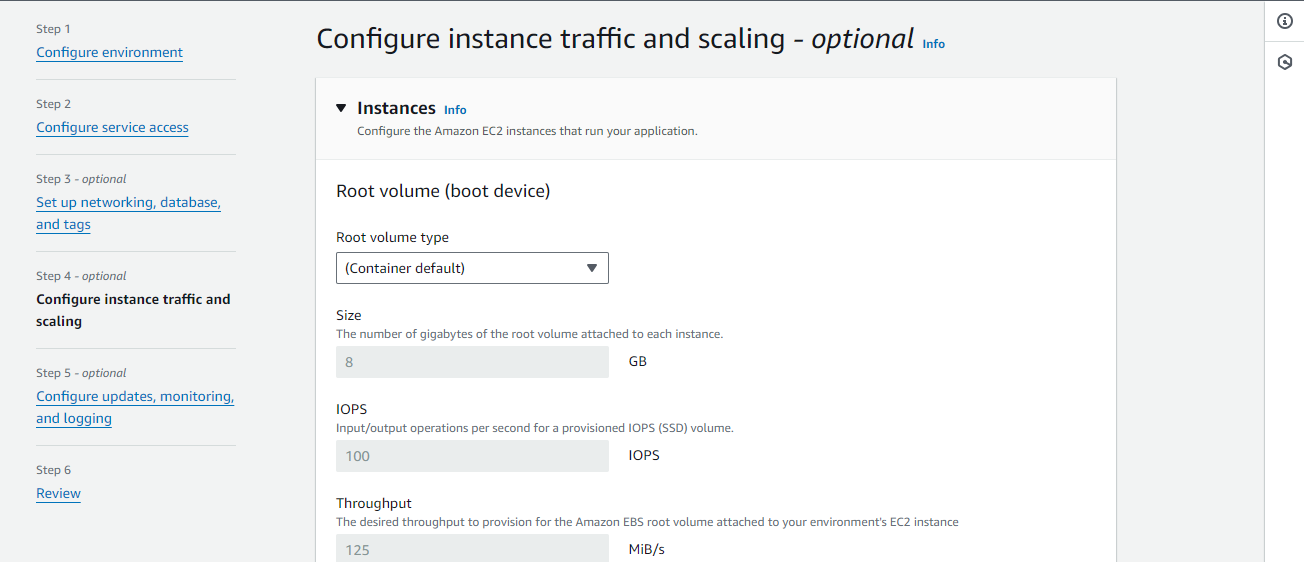 Step 1
Configure environment
Step 2
Configure service access
Step 3 - optional
Set up networking, database,
and tags
Step 4 - optional
Configure instance traffic and
scaling
Step 5 - optional
Configure updates, monitoring,
and logging
Step 6
Review
Configure instance traffic and scaling - optional Info
Instances Info
Configure the Amazon EC2 instances that run your application.
Root volume (boot device)
Root volume type
(Container default)
Size
The number of gigabytes of the root volume attached to each instance.
8 GB
IOPS
Input/output operations per second for a provisioned IOPS (SSD) volume.
100 IOPS
Throughput
The desired throughput to provision for the Amazon EBS root volume attached to your environment's EC2 instance
125 MiB/s